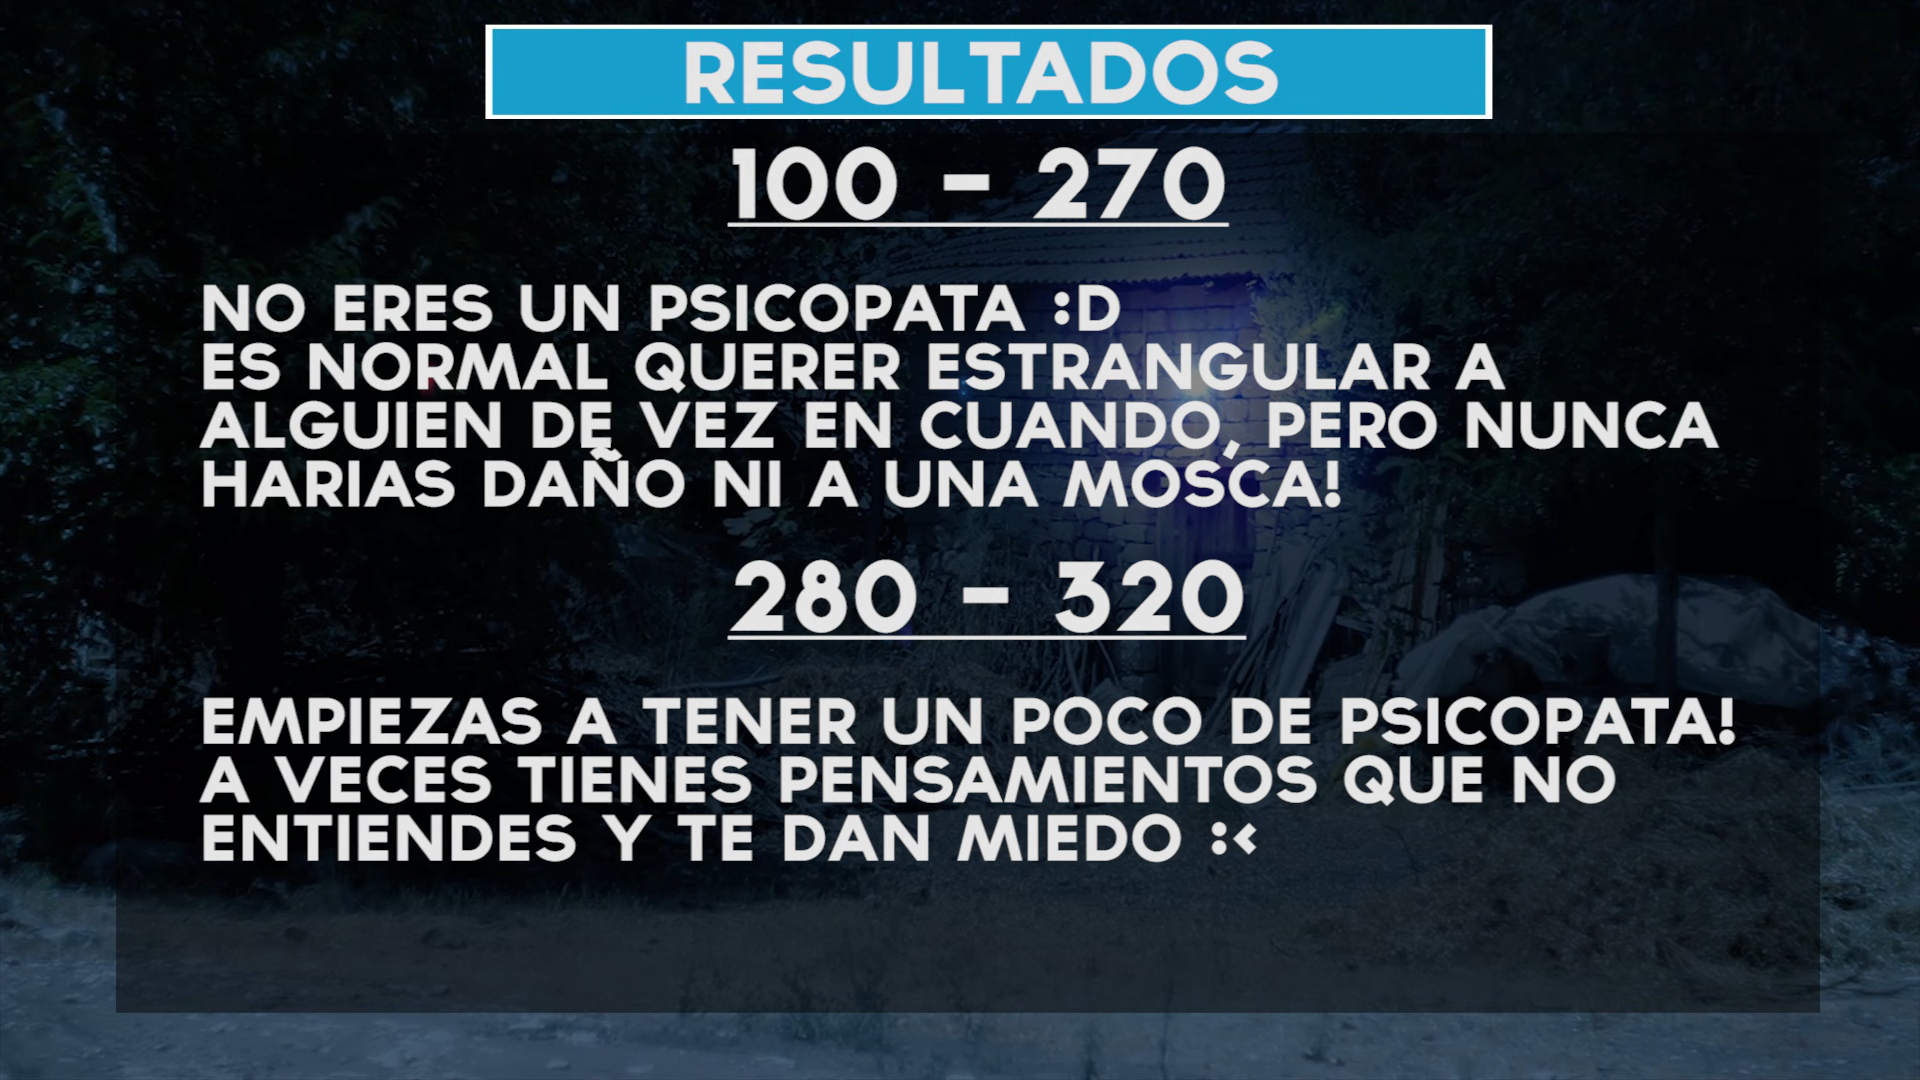 RESULTADOS
100 - 270
NO ERES UN PSICOPATA :D
ES NORMAL QUERER ESTRANGULAR A
ALGUIEN DE VEZ EN CUANDO, PERO NUNCA
HARIAS DAÑO NI A UNA MOSCA!
280 - 320
EMPIEZAS A TENER UN POCO DE PSICOPATA!
A VECES TIENES PENSAMIENTOS QUE NO
ENTIENDES Y TE DAN MIEDO :<